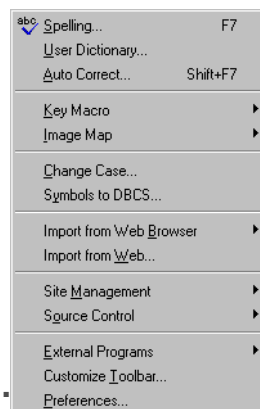 abc Spelling... F7
User Dictionary...
Auto Correct... Shift+F7
Key Macro
Image Map
Change Case...
Symbols to DBCS...
Import from Web Browser
Import from Web...
Site Management
Source Control
External Programs
Customize Toolbar...
Preferences...